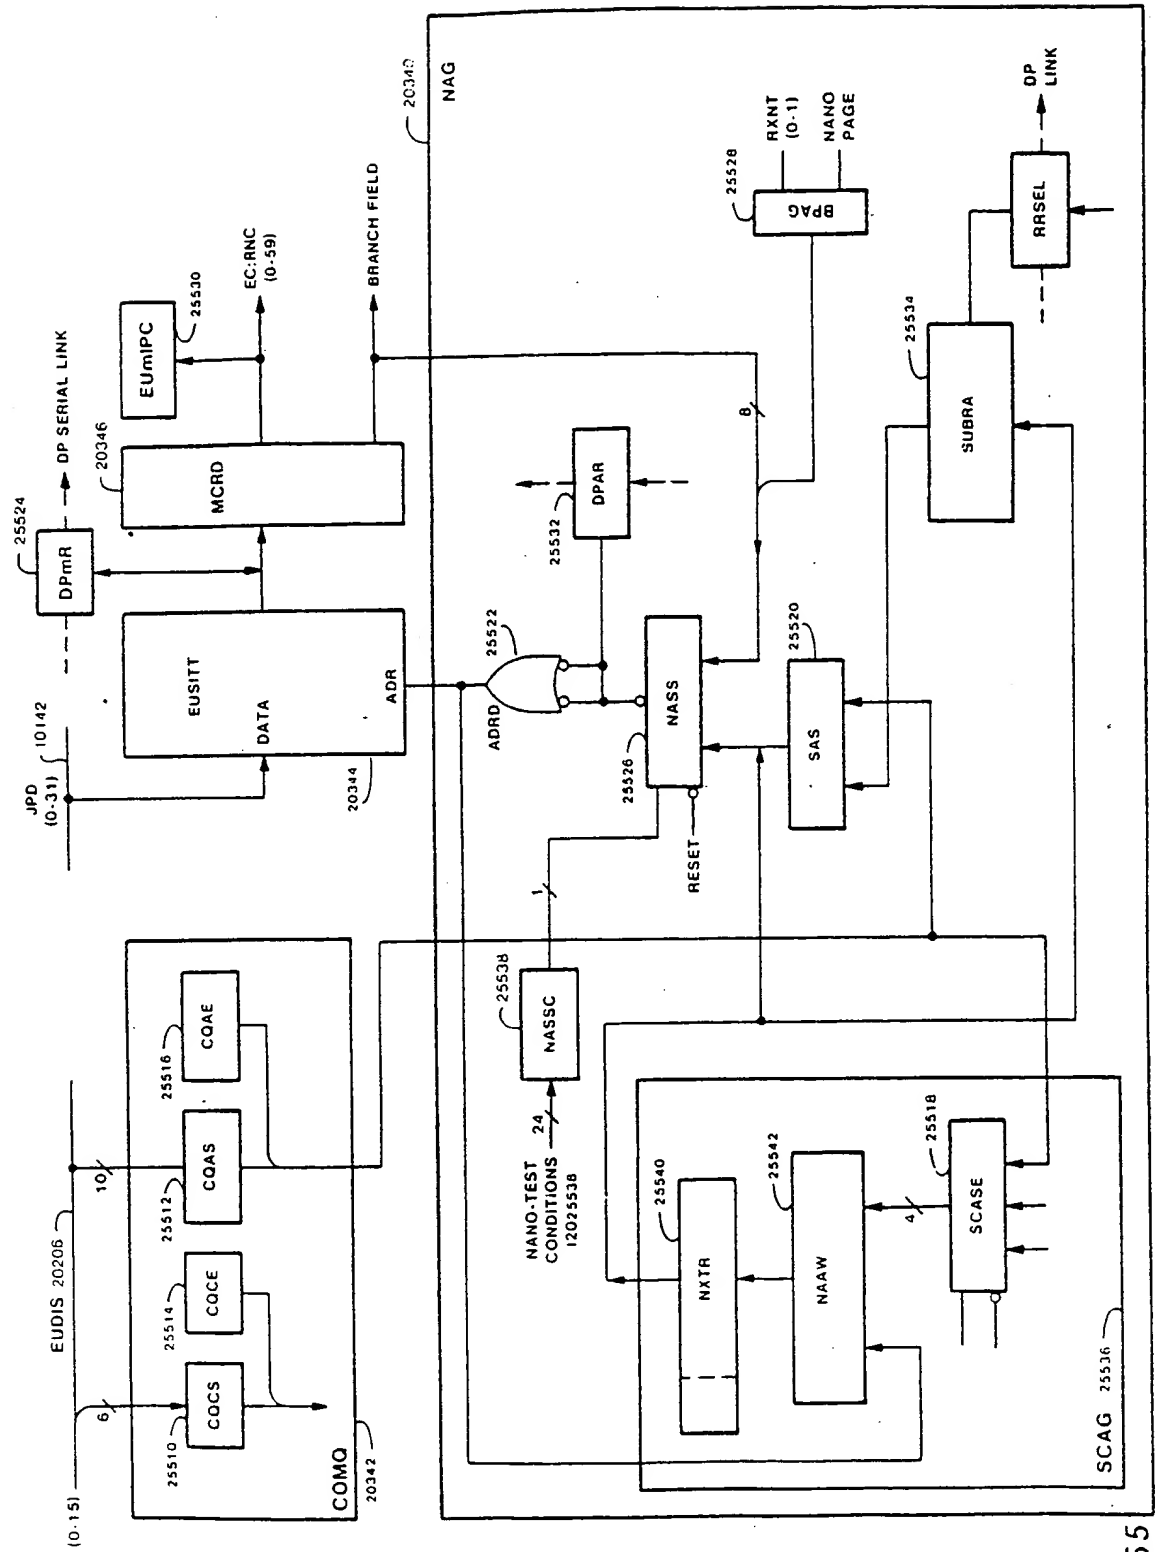 (0-15)
EUDIS 20206
6
10
25510
CQCS
25514
CQCE
25512
CQAS
25516
CQAE
COMQ
20342
JPD
(0-31)
10142
25524
DPmR
DP SERIAL LINK
EUSITT
DATA
ADR
20344
20346
MCRD
EUmIPC
25530
EC:RNC
(0-59)
BRANCH FIELD
20340
NAG
ADRD
25522
25532
DPAR
8
25528
BPAG
RXNT
(0-1)
NANO
PAGE
NANO-TEST
CONDITIONS
12025538
24
NASSC
25538
1
25526
NASS
RESET
SAS
25520
SUBRA
25534
RRSEL
DP
LINK
NXTR
25540
NAAW
25542
4
SCASE
25518
SCAG
25536